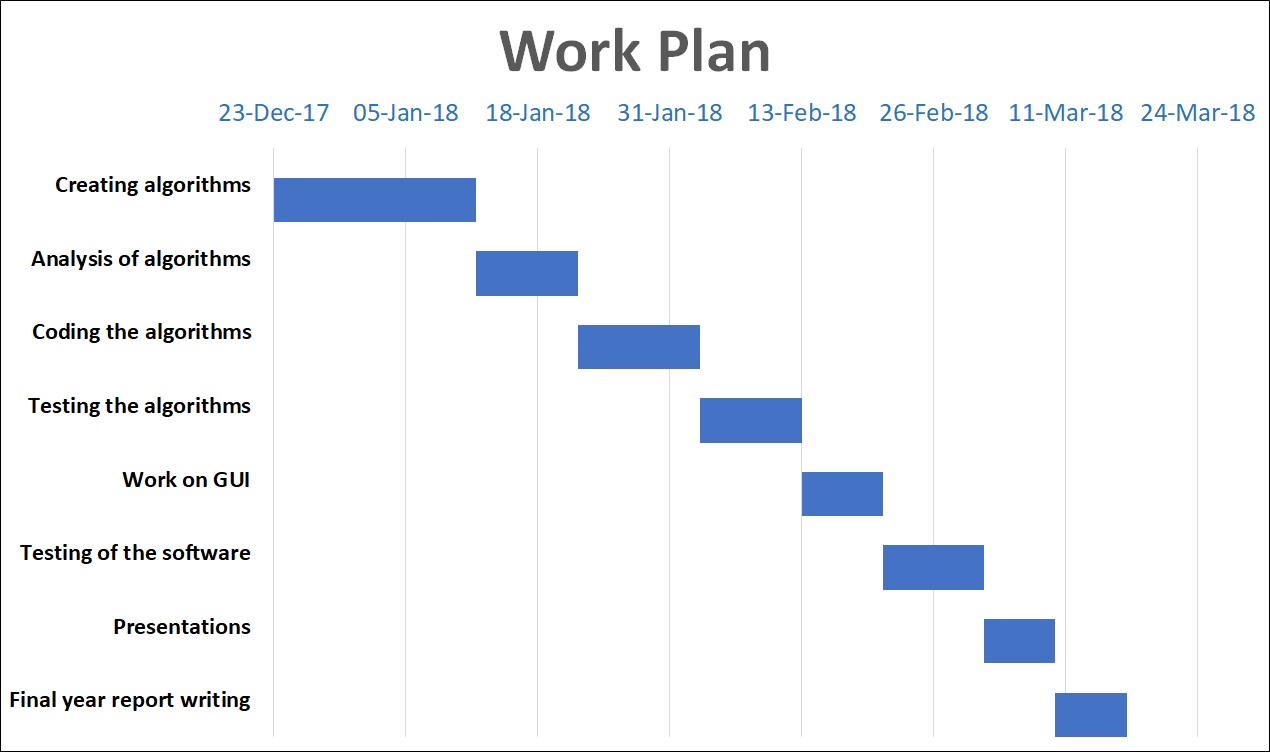 Work Plan
23-Dec-17 05-Jan-18 18-Jan-18 31-Jan-18 13-Feb-18 26-Feb-18 11-Mar-18 24-Mar-18
Creating algorithms
Analysis of algorithms
Coding the algorithms
Testing the algorithms
Work on GUI
Testing of the software
Presentations
Final year report writing